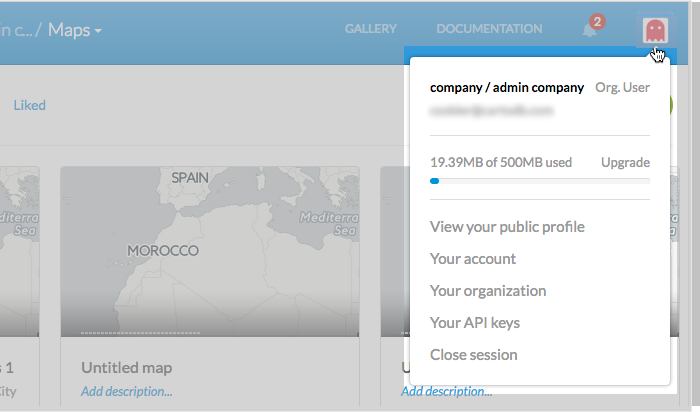 n c... / Maps
GALLERY
DOCUMENTATION
2
Liked
company / admin company
Org. User
19.39MB of 500MB used
Upgrade
View your public profile
Your account
Your organization
Your API keys
Close session
SPAIN
MOROCCO
Mediterra
Sea
Mediterra
Sea
s 1
City
Untitled map
Add description...
U
Add description...